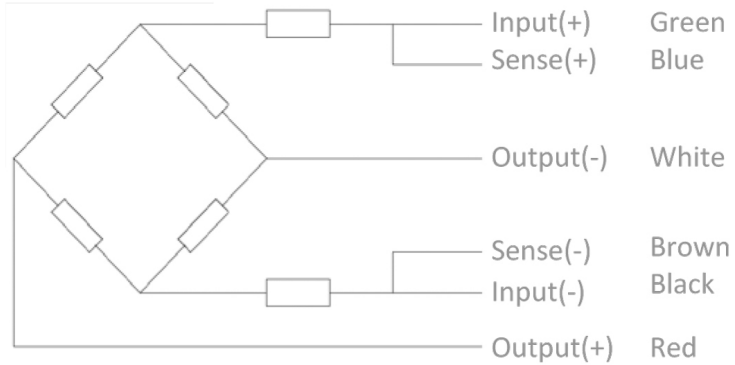 Input(+) Green
Sense(+) Blue
Output(-) White
Sense(-) Brown
Input(-) Black
Output(+) Red